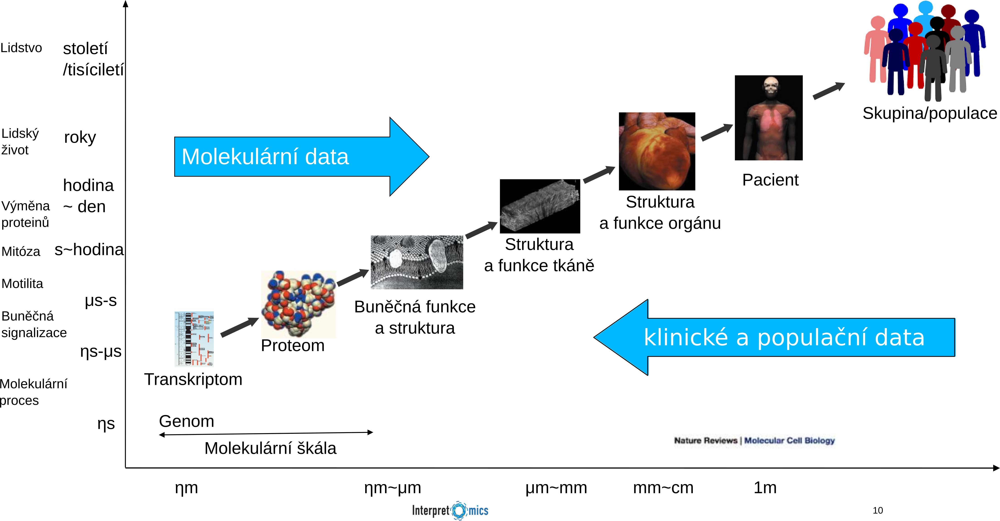 Lidstvo
století
/tisíciletí
Lidský
život
roky
hodina
~ den
Výměna
proteinů
Mitóza
s~hodina
Motilita
μs-s
Buněčná
signalizace
ηs-μs
Molekulární
proces
ηs
Molekulární data
Skupina/populace
Pacient
Struktura
a funkce orgánu
Struktura
a funkce tkáně
Buněčná funkce
a struktura
Proteom
Transkriptom
klinické a populační data
Genom
Molekulární škála
Nature Reviews | Molecular Cell Biology
ηm
ηm~μm
μm~mm
mm~cm
1m
Interpretomics
10